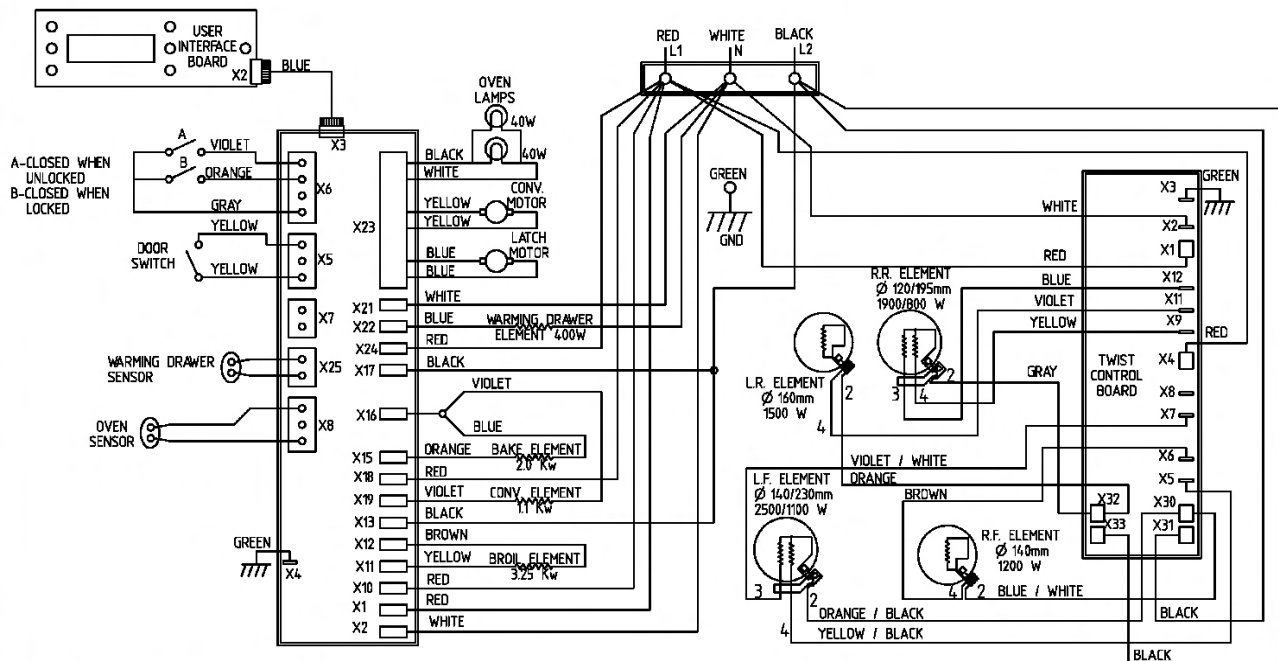 USER
INTERFACE
BOARD
X2
BLUE
RED
L1
WHITE
N
BLACK
L2
OVEN
LAMPS
40W
40W
X3
A
VIOLET
B
ORANGE
GRAY
A-CLOSED WHEN
UNLOCKED
B-CLOSED WHEN
LOCKED
X6
YELLOW
DOOR
SWITCH
YELLOW
X5
X7
WARMING DRAWER
SENSOR
X25
OVEN
SENSOR
X8
GREEN
X4
X23
BLACK
WHITE
YELLOW
YELLOW
CONV.
MOTOR
BLUE
BLUE
LATCH
MOTOR
X21
WHITE
X22
BLUE
WARMING DRAWER
ELEMENT 400W
X24
RED
X17
BLACK
X16
VIOLET
BLUE
X15
ORANGE
BAKE ELEMENT
2.0 Kw
X18
RED
X19
VIOLET
CONV. ELEMENT
1.1 Kw
X13
BLACK
X12
BROWN
X11
YELLOW
BROIL ELEMENT
3.25 Kw
X10
RED
X1
RED
X2
WHITE
GREEN
GND
R.R. ELEMENT
Ø 120/195mm
1900/800 W
3
4
2
L.R. ELEMENT
Ø 160mm
1500 W
4
2
L.F. ELEMENT
Ø 140/230mm
2500/1100 W
3
4
2
R.F. ELEMENT
Ø 140mm
1200 W
4
2
WHITE
RED
BLUE
VIOLET
YELLOW
GRAY
VIOLET / WHITE
ORANGE
BROWN
BLUE / WHITE
ORANGE / BLACK
YELLOW / BLACK
BLACK
BLACK
RED
GREEN
X3
X2
X1
X12
X11
X9
X4
TWIST
CONTROL
BOARD
X8
X7
X6
X5
X32
X30
X33
X31